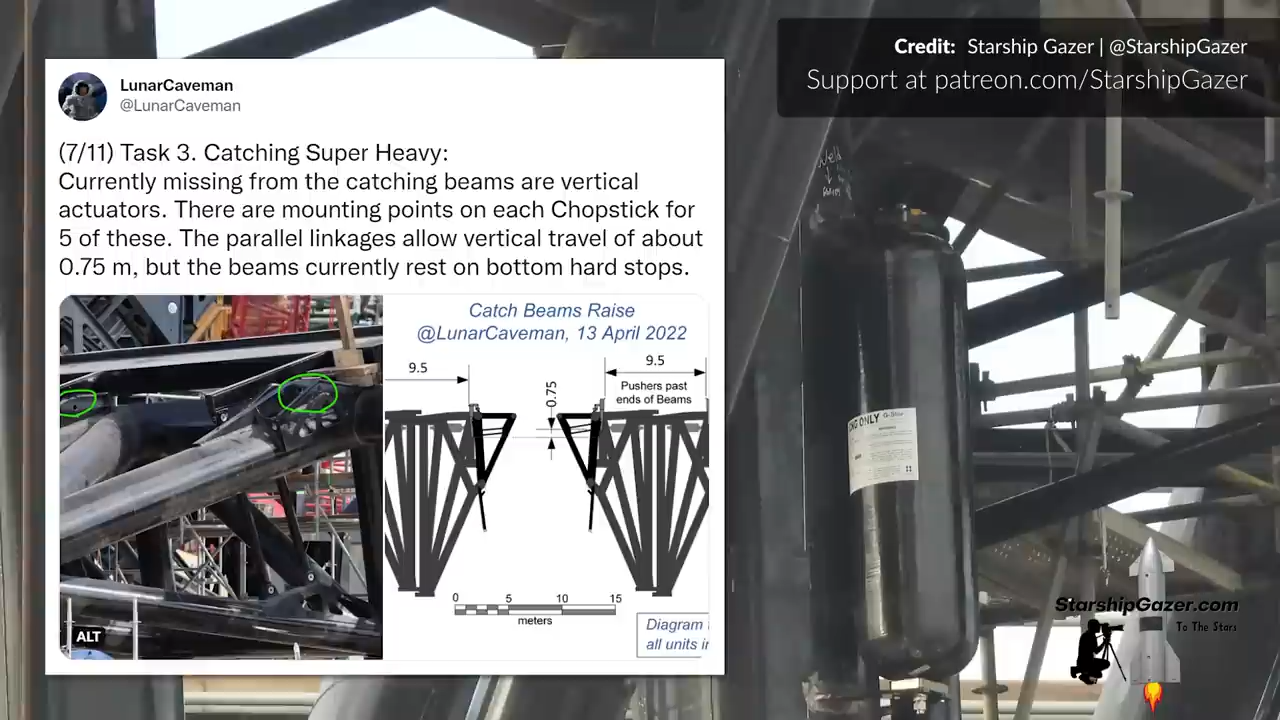 Credit: Starship Gazer | @StarshipGazer
Support at patreon.com/StarshipGazer
LunarCaveman
@LunarCaveman
(7/11) Task 3. Catching Super Heavy:
Currently missing from the catching beams are vertical
actuators. There are mounting points on each Chopstick for
5 of these. The parallel linkages allow vertical travel of about
0.75 m, but the beams currently rest on bottom hard stops.
Catch Beams Raise
@LunarCaveman, 13 April 2022
9.5
0.75
9.5
Pushers past
ends of Beams
0 5 10 15
meters
Diagram
all units
ALT
Weld
ONLY
StarshipGazer.com
To The Stars